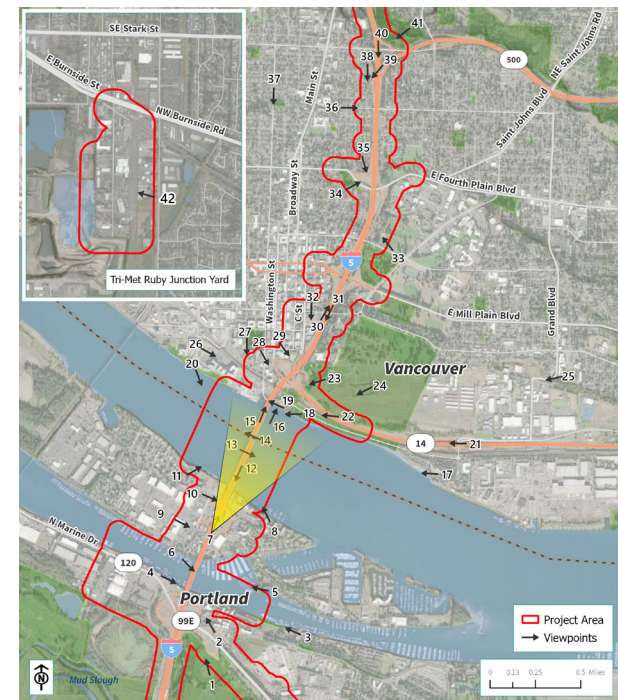 SE Stark St
E Burnside St
NW Burnside Rd
42
Tri-Met Ruby Junction Yard
41
40
38
39
500
NE Saint Johns Rd
Saint Johns Blvd
37
Main St
36
35
E Fourth Plain Blvd
34
Broadway St
33
5
Washington St
C St
32
31
30
E Mill Plain Blvd
Grand Blvd
27
29
28
26
20
Vancouver
23
24
25
19
18
22
15
16
14
21
13
14
12
17
11
10
9
8
7
N Marine Dr
120
6
4
5
Portland
99E
3
2
5
1
Mud Slough
N
Project Area
Viewpoints
0 0.13 0.25 0.5 Miles